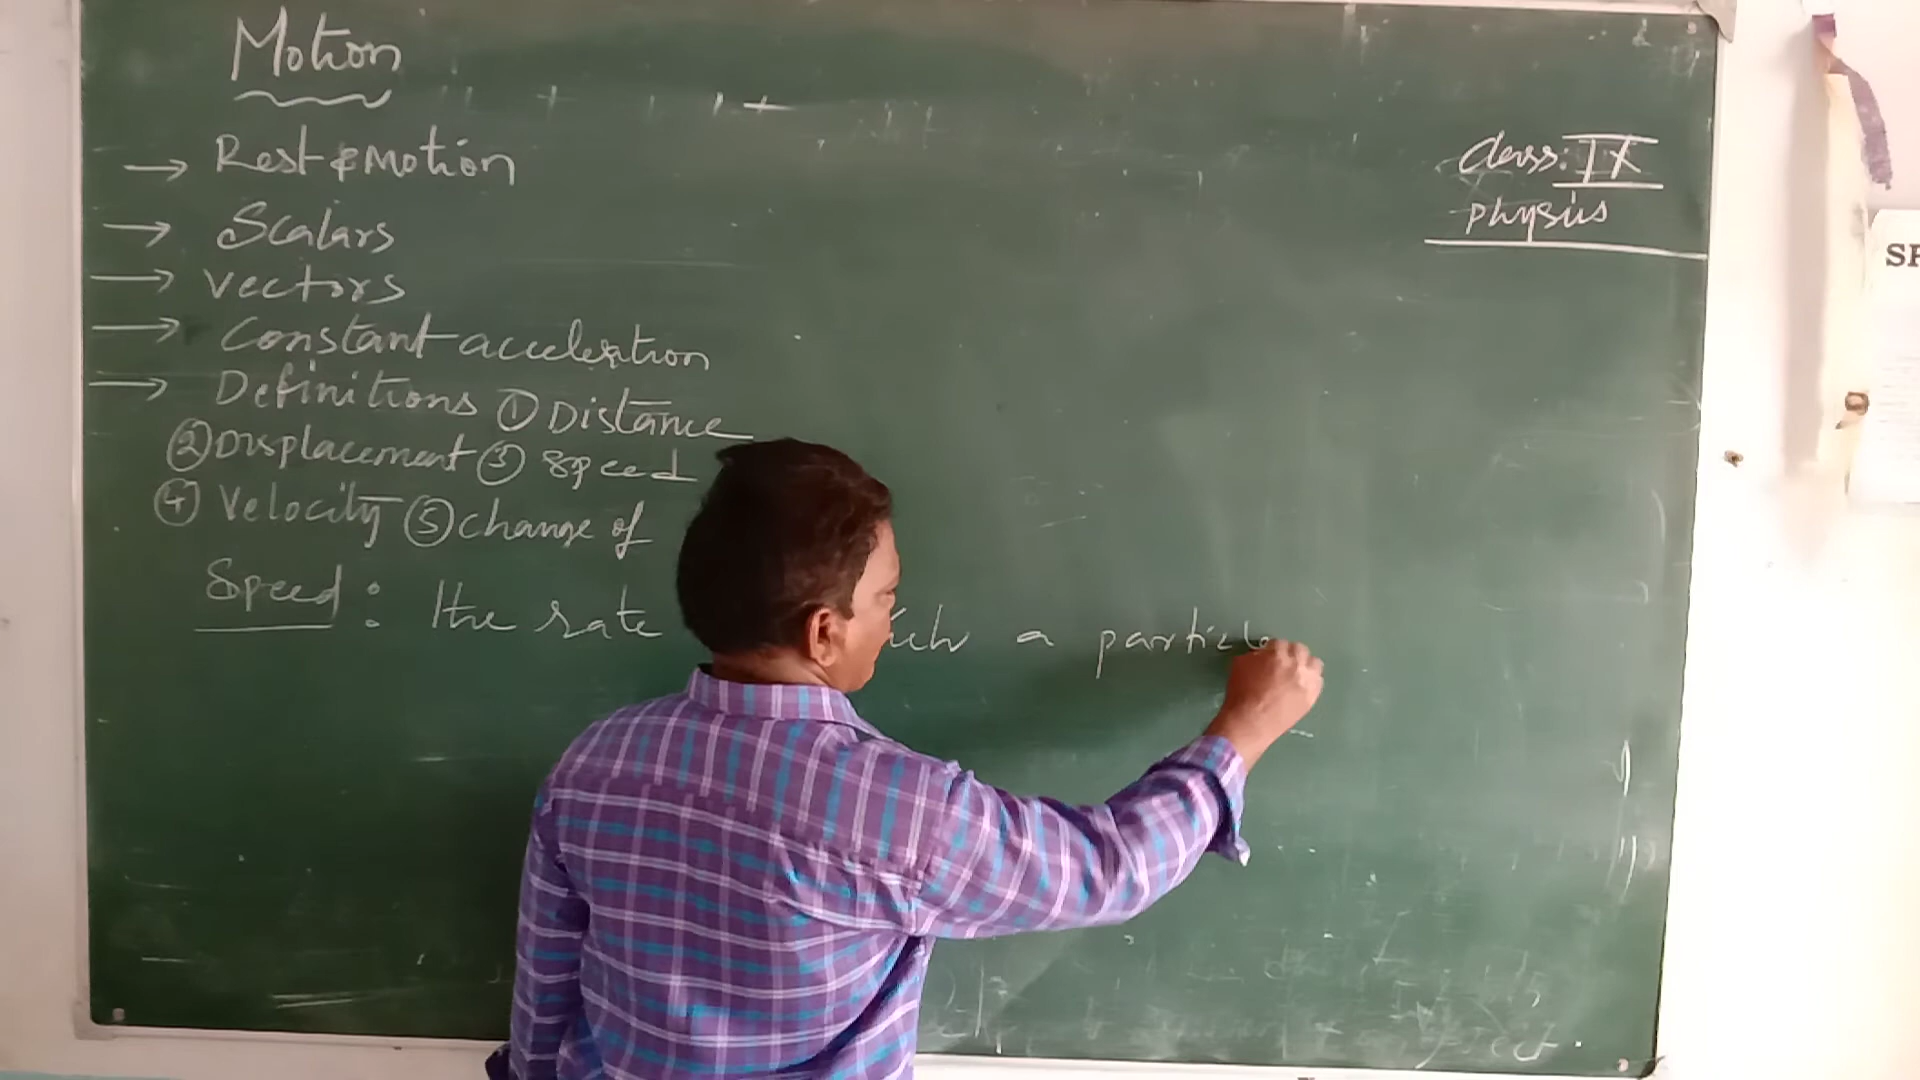 Motion
→ Rest & Motion
→ Scalars
→ Vectors
→ Constant acceleration
→ Definitions ① Distance
② Displacement ③ Speed
④ Velocity ⑤ change of
Speed: the rate
a particle
Class: IX
physics
SP